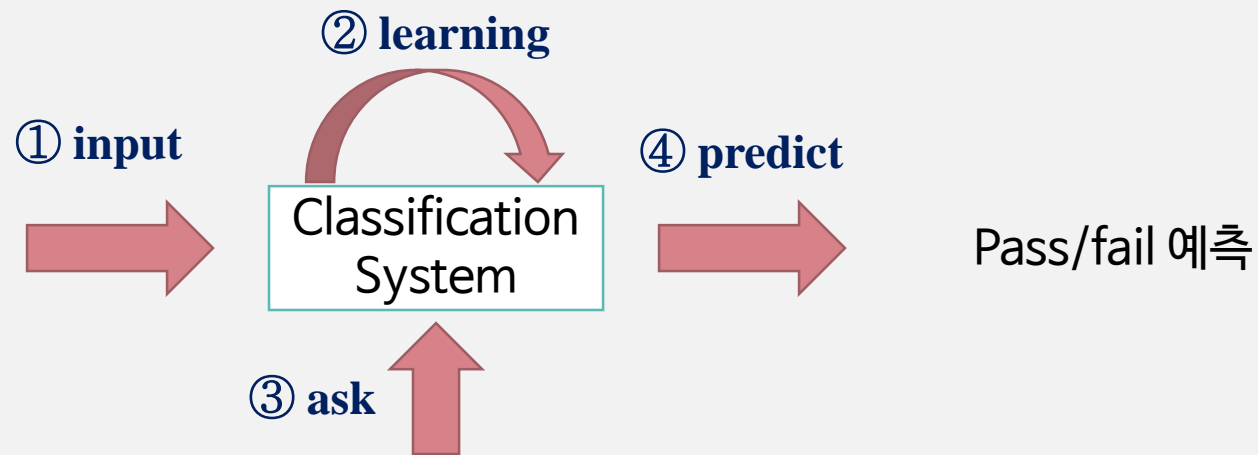 ② learning
① input
④ predict
Classification
System
Pass/fail 예측
③ ask